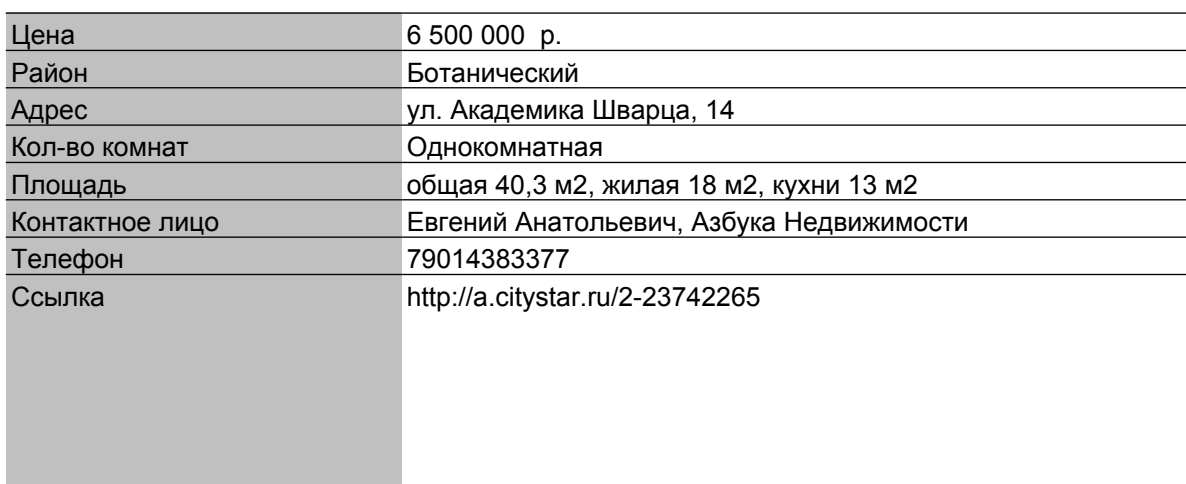 Цена 6 500 000 р.
Район Ботанический
Адрес ул. Академика Шварца, 14
Кол-во комнат Однокомнатная
Площадь общая 40,3 м2, жилая 18 м2, кухни 13 м2
Контактное лицо Евгений Анатольевич, Азбука Недвижимости
Телефон 79014383377
Ссылка http://a.citystar.ru/2-23742265